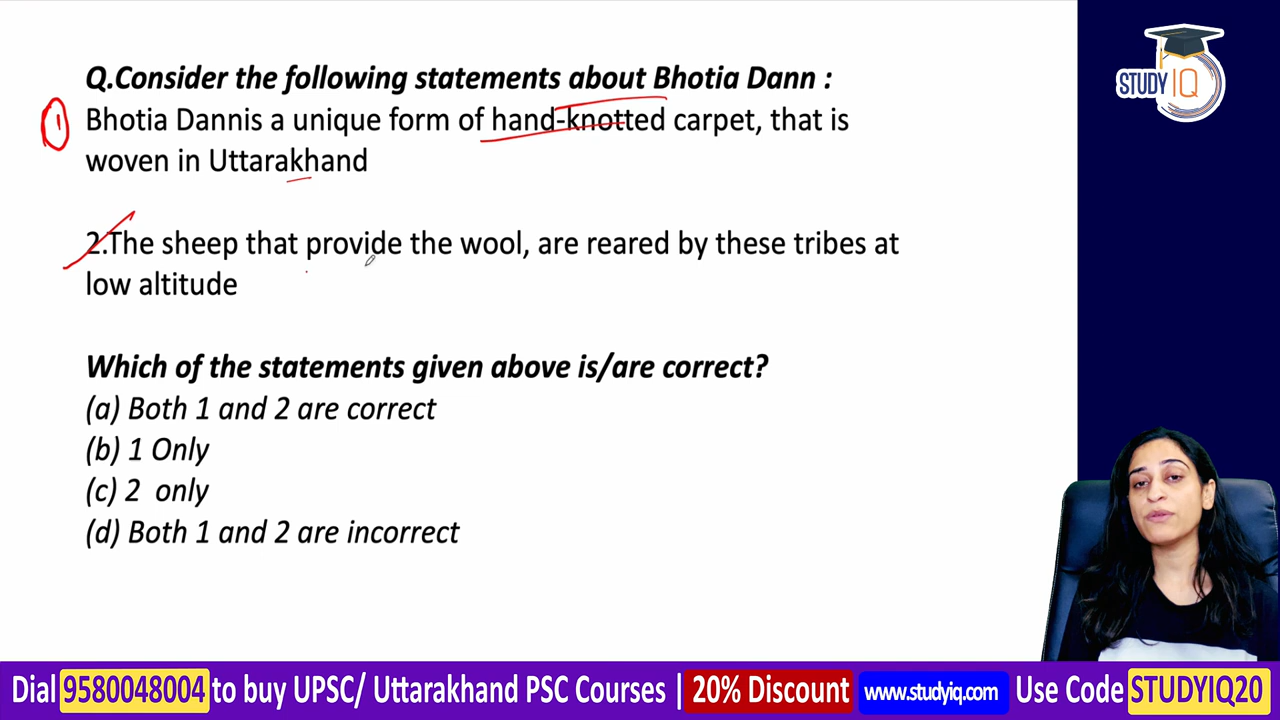 STUDY IQ
Q.Consider the following statements about Bhotia Dann :
1
Bhotia Dannis a unique form of hand-knotted carpet, that is
woven in Uttarakhand
2.The sheep that provide the wool, are reared by these tribes at
low altitude
Which of the statements given above is/are correct?
(a) Both 1 and 2 are correct
(b) 1 Only
(c) 2 only
(d) Both 1 and 2 are incorrect
Dial 9580048004 to buy UPSC/ Uttarakhand PSC Courses | 20% Discount www.studyiq.com Use Code STUDYIQ20